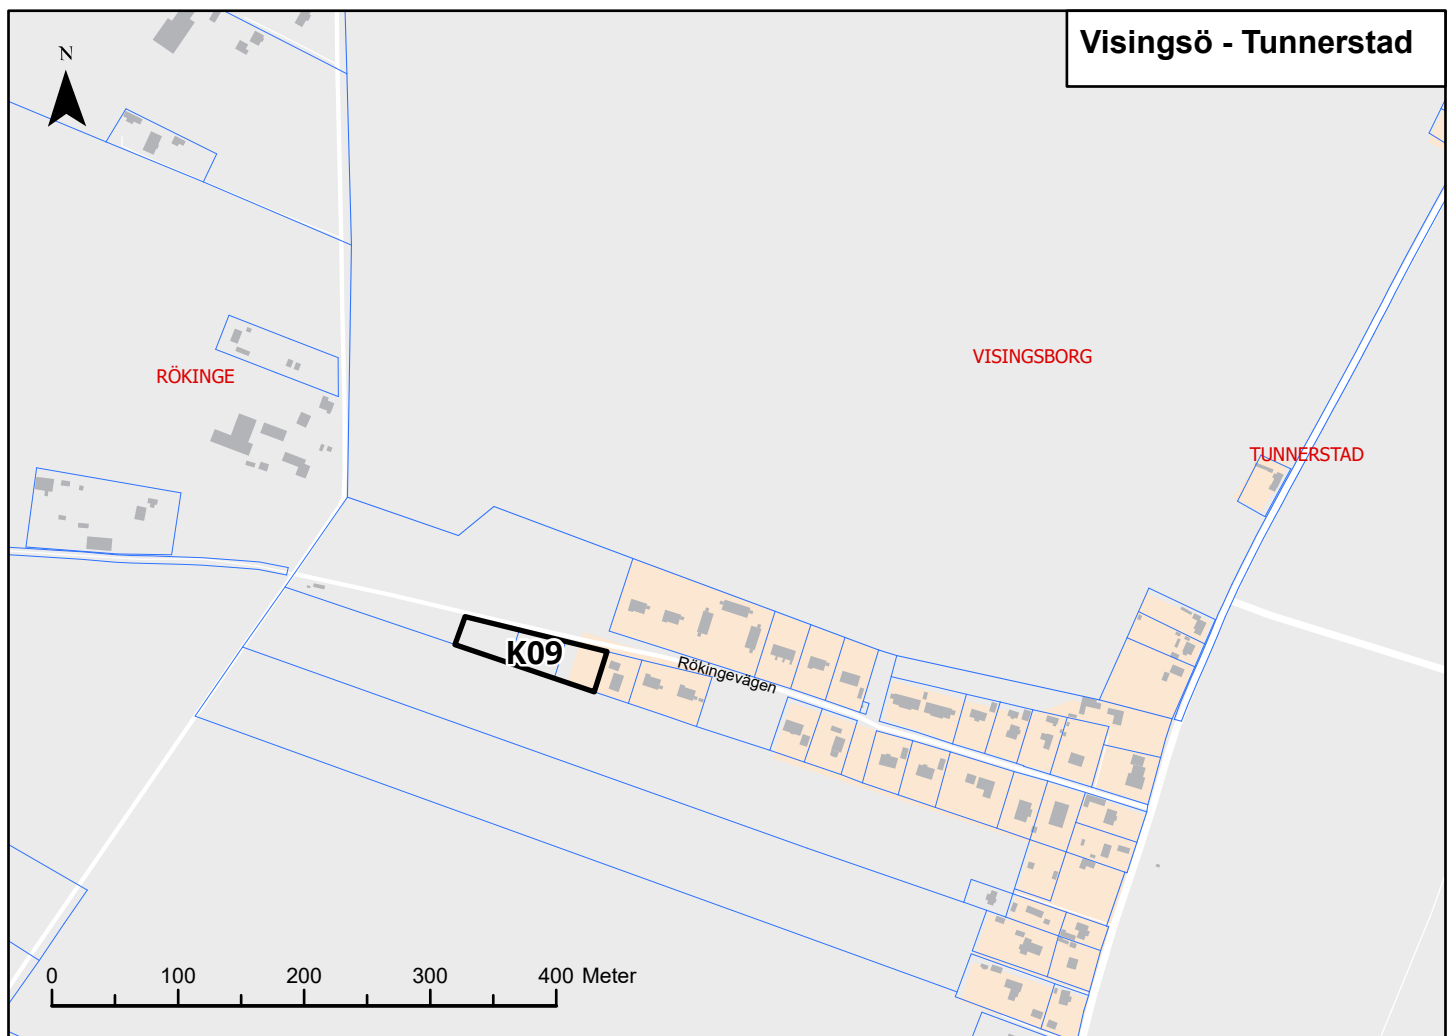 Visingsö - Tunnerstad
N
VISINGSBORG
RÖKINGE
TUNNERSTAD
K09
Rökingevägen
0 100 200 300 400 Meter